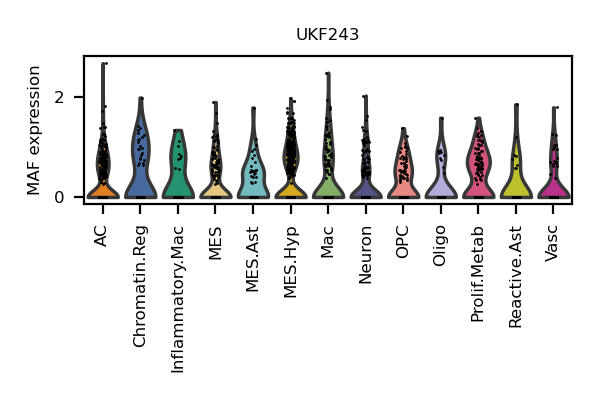 UKF243
MAF expression
2
0
AC
Chromatin.Reg
Inflammatory.Mac
MES
MES.Ast
MES.Hyp
Mac
Neuron
OPC
Oligo
Prolif.Metab
Reactive.Ast
Vasc